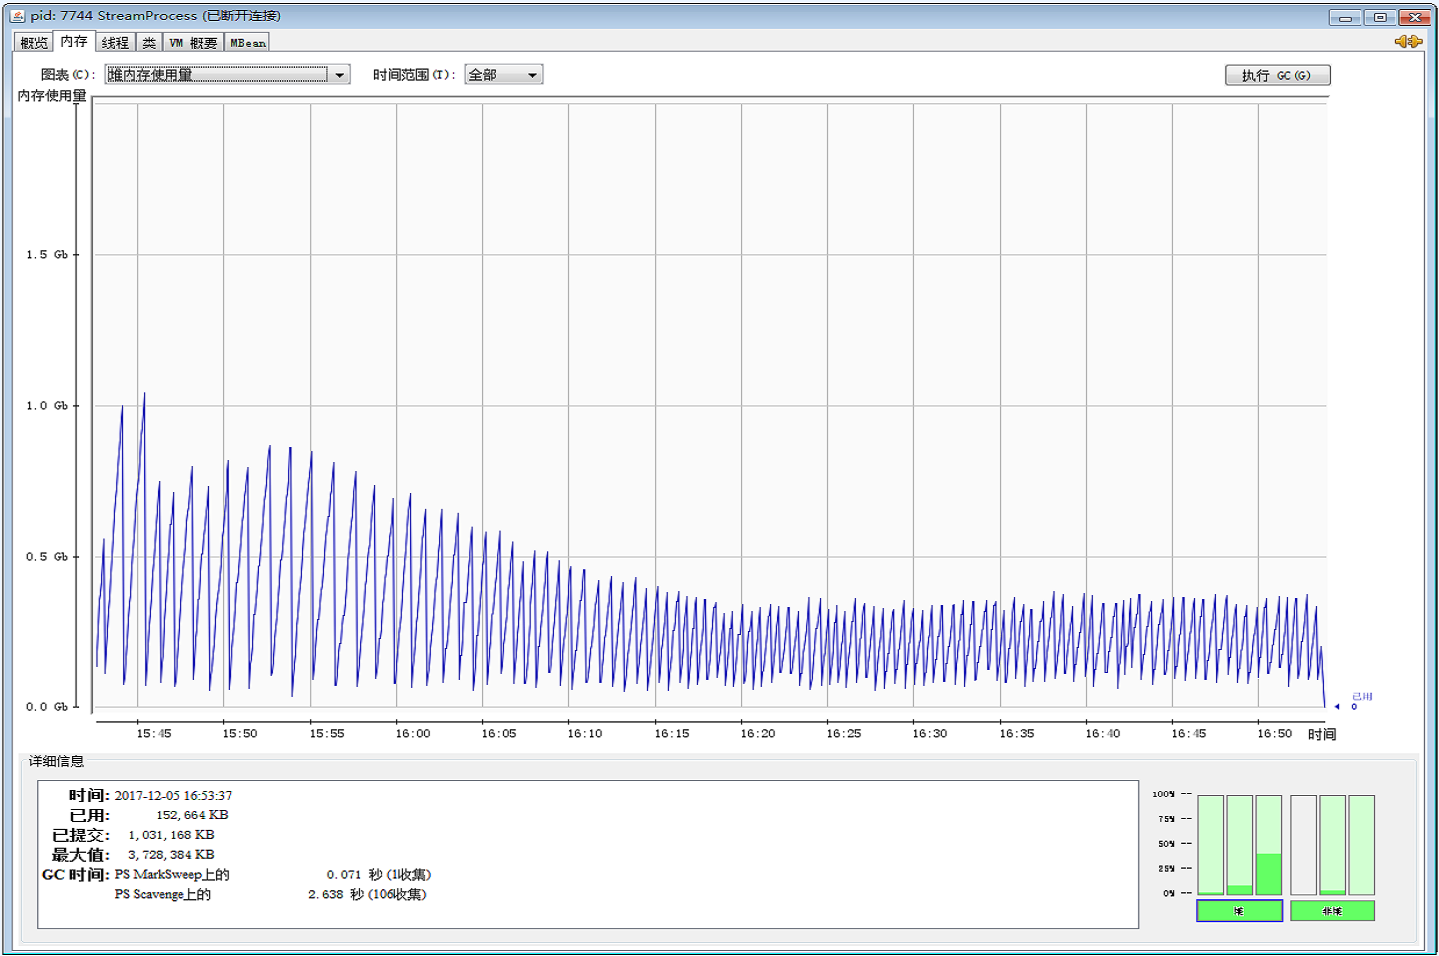 pid: 7744 StreamProcess (已断开连接)
概览 内存 线程 类 VM 概要 MBean
图表(C): 堆内存使用量 时间范围(T): 全部 执行 GC(G)
内存使用量
1.5 Gb
1.0 Gb
0.5 Gb
0.0 Gb
已用
0
15:45 15:50 15:55 16:00 16:05 16:10 16:15 16:20 16:25 16:30 16:35 16:40 16:45 16:50 时间
详细信息
时间: 2017-12-05 16:53:37
已用: 152,664 KB
已提交: 1,031,168 KB
最大值: 3,728,384 KB
GC 时间: PS MarkSweep上的 0.071 秒 (1收集)
PS Scavenge上的 2.638 秒 (106收集)
100% --
75% --
50% --
25% --
0% --
堆 非堆